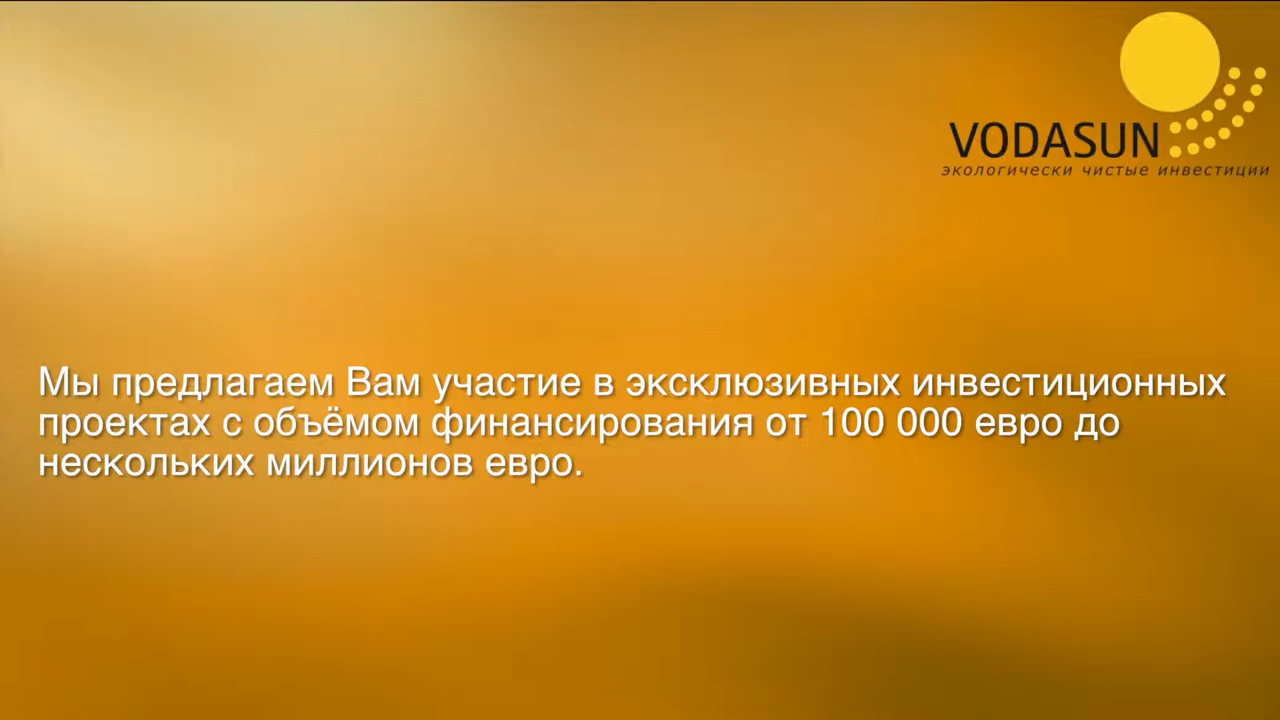 VODASUN
экологически чистые инвестиции
Мы предлагаем Вам участие в эксклюзивных инвестиционных
проектах с объёмом финансирования от 100 000 евро до
нескольких миллионов евро.